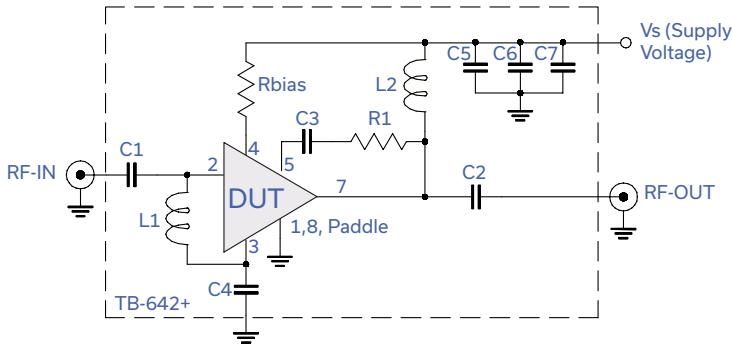 Vs (Supply
Voltage)
C5 C6 C7
L2
Rbias
C3 R1
C1
4
5
RF-IN
2
DUT
7
C2
RF-OUT
L1
1,8, Paddle
3
C4
TB-642+